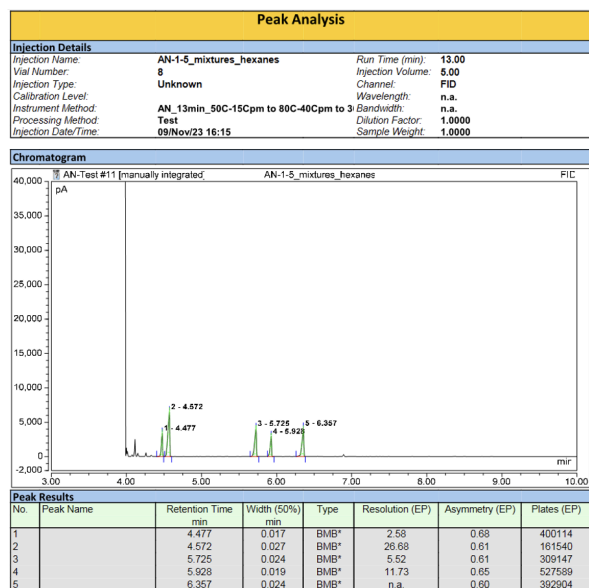 Peak Analysis
Injection Details
Injection Name: AN-1-5_mixtures_hexanes Run Time (min): 13.00
Vial Number: 8 Injection Volume: 5.00
Injection Type: Unknown Channel: FID
Calibration Level: Wavelength: n.a.
Instrument Method: AN_13min_50C-15Cpm to 80C-40Cpm to 3 Bandwidth: n.a.
Processing Method: Test Dilution Factor: 1.0000
Injection Date/Time: 09/Nov/23 16:15 Sample Weight: 1.0000
Chromatogram
AN-Test #11 [manually integrated] AN-1-5_mixtures_hexanes FID
40,000
pA
35,000
30,000
25,000
20,000
15,000
10,000
2 - 4.572
5,000
3 - 5.725 5 - 6.357
1 - 4.477 4 - 5.928
0
min
-2,000
3.00 4.00 5.00 6.00 7.00 8.00 9.00 10.00
Peak Results
No. Peak Name Retention Time Width (50%) Type Resolution (EP) Asymmetry (EP) Plates (EP)
min min
1 4.477 0.017 BMB* 2.58 0.68 400114
2 4.572 0.027 BMB* 26.68 0.61 161540
3 5.725 0.024 BMB* 5.52 0.61 309147
4 5.928 0.019 BMB* 11.73 0.65 527589
5 6.357 0.024 BMB* n.a. 0.60 392904